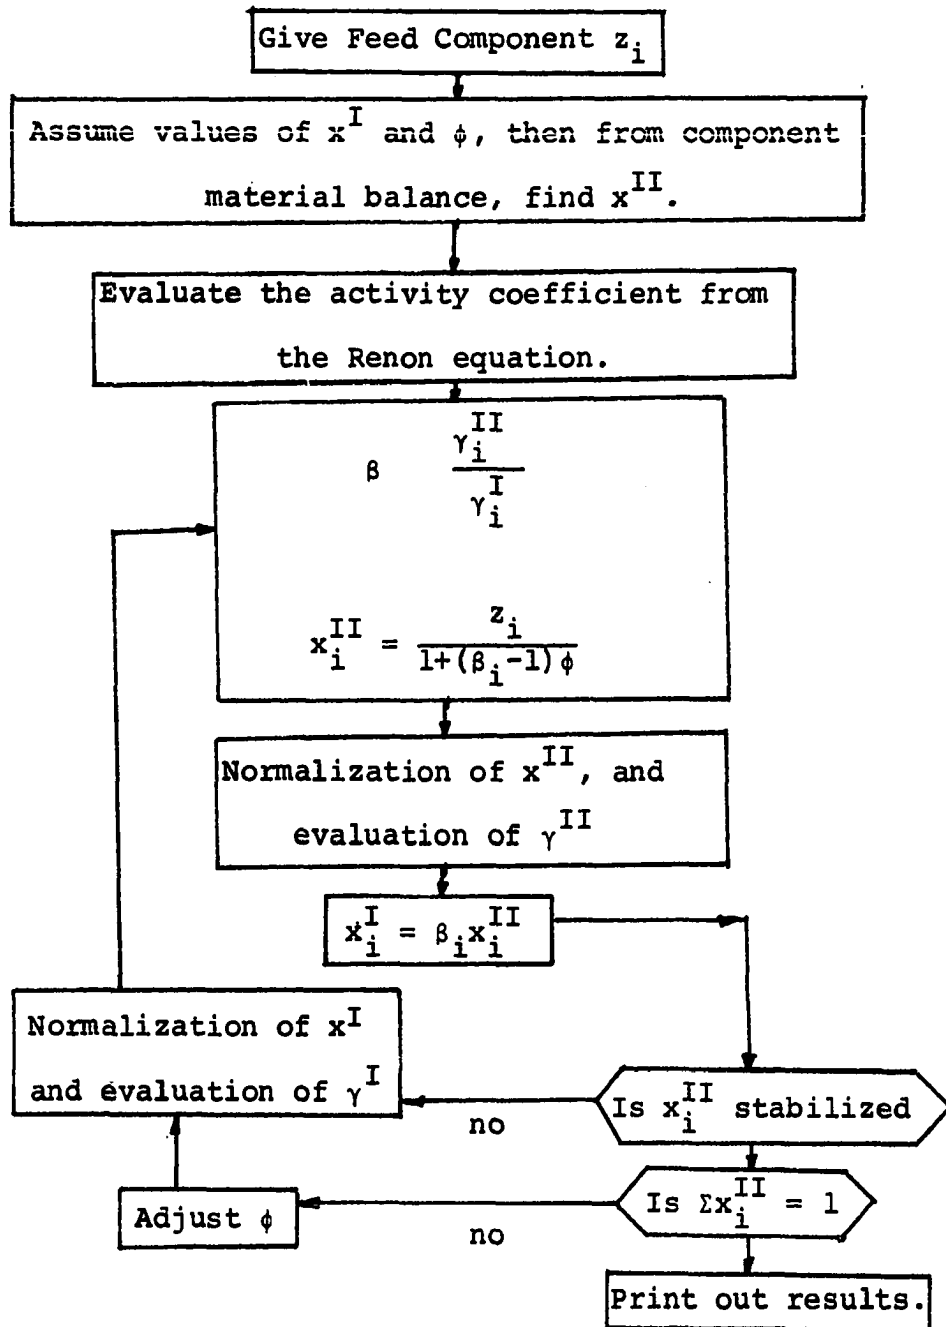 Give Feed Component z_i
Assume values of x^I and ϕ, then from component
material balance, find x^II.
Evaluate the activity coefficient from
the Renon equation.
β γ_i^II / γ_i^I
x_i^II = z_i / 1+(β_i-1)ϕ
Normalization of x^II, and
evaluation of γ^II
x_i^I = β_i x_i^II
Normalization of x^I
and evaluation of γ^I
Is x_i^II stabilized
no
Is Σx_i^II = 1
Adjust ϕ
no
Print out results.